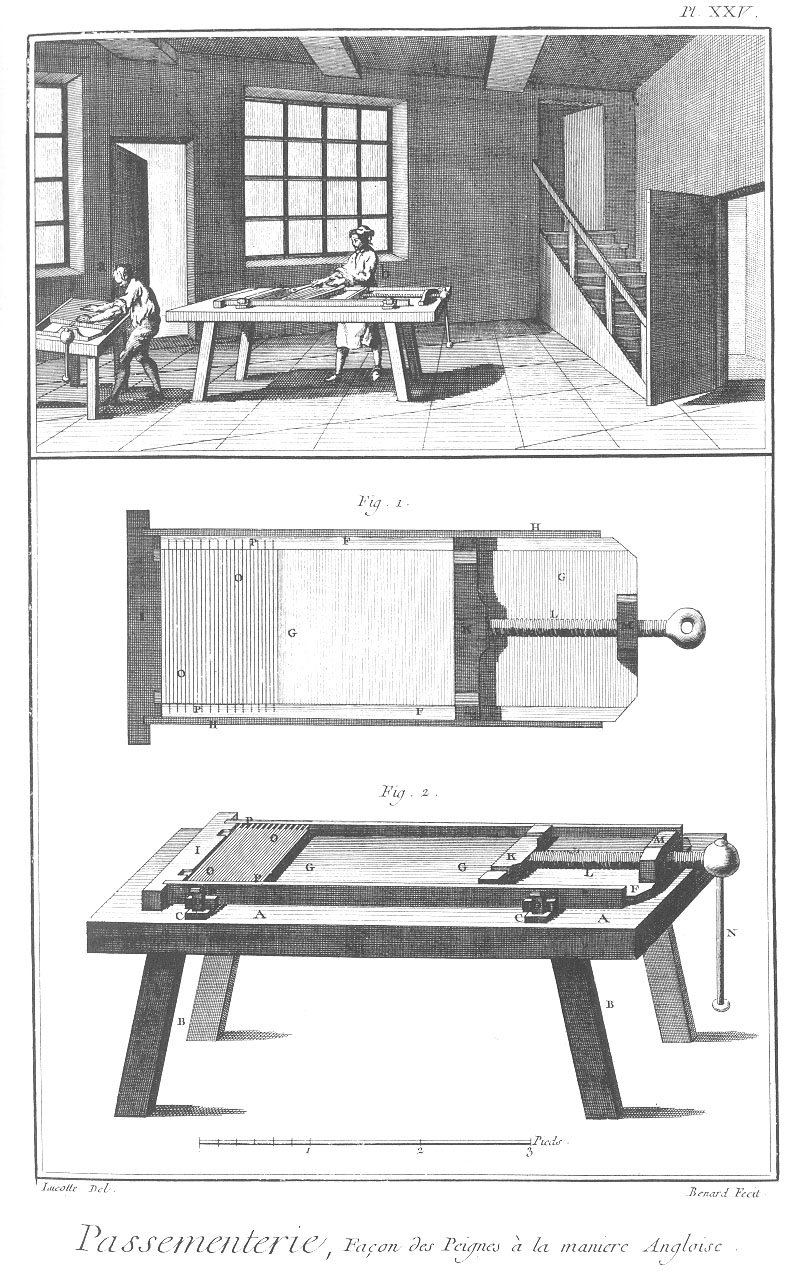 Pl. XXV.
a
b
Fig. 1.
H
P F
O G
L
I G K M
O
P F
H
Fig. 2.
P
O M
I K
O P G G L
F
C A C A
N
B
B
1 2 3 Pieds.
Lucotte Del.
Benard Fecit
Passementerie, Façon des Peignes à la maniere Angloise.